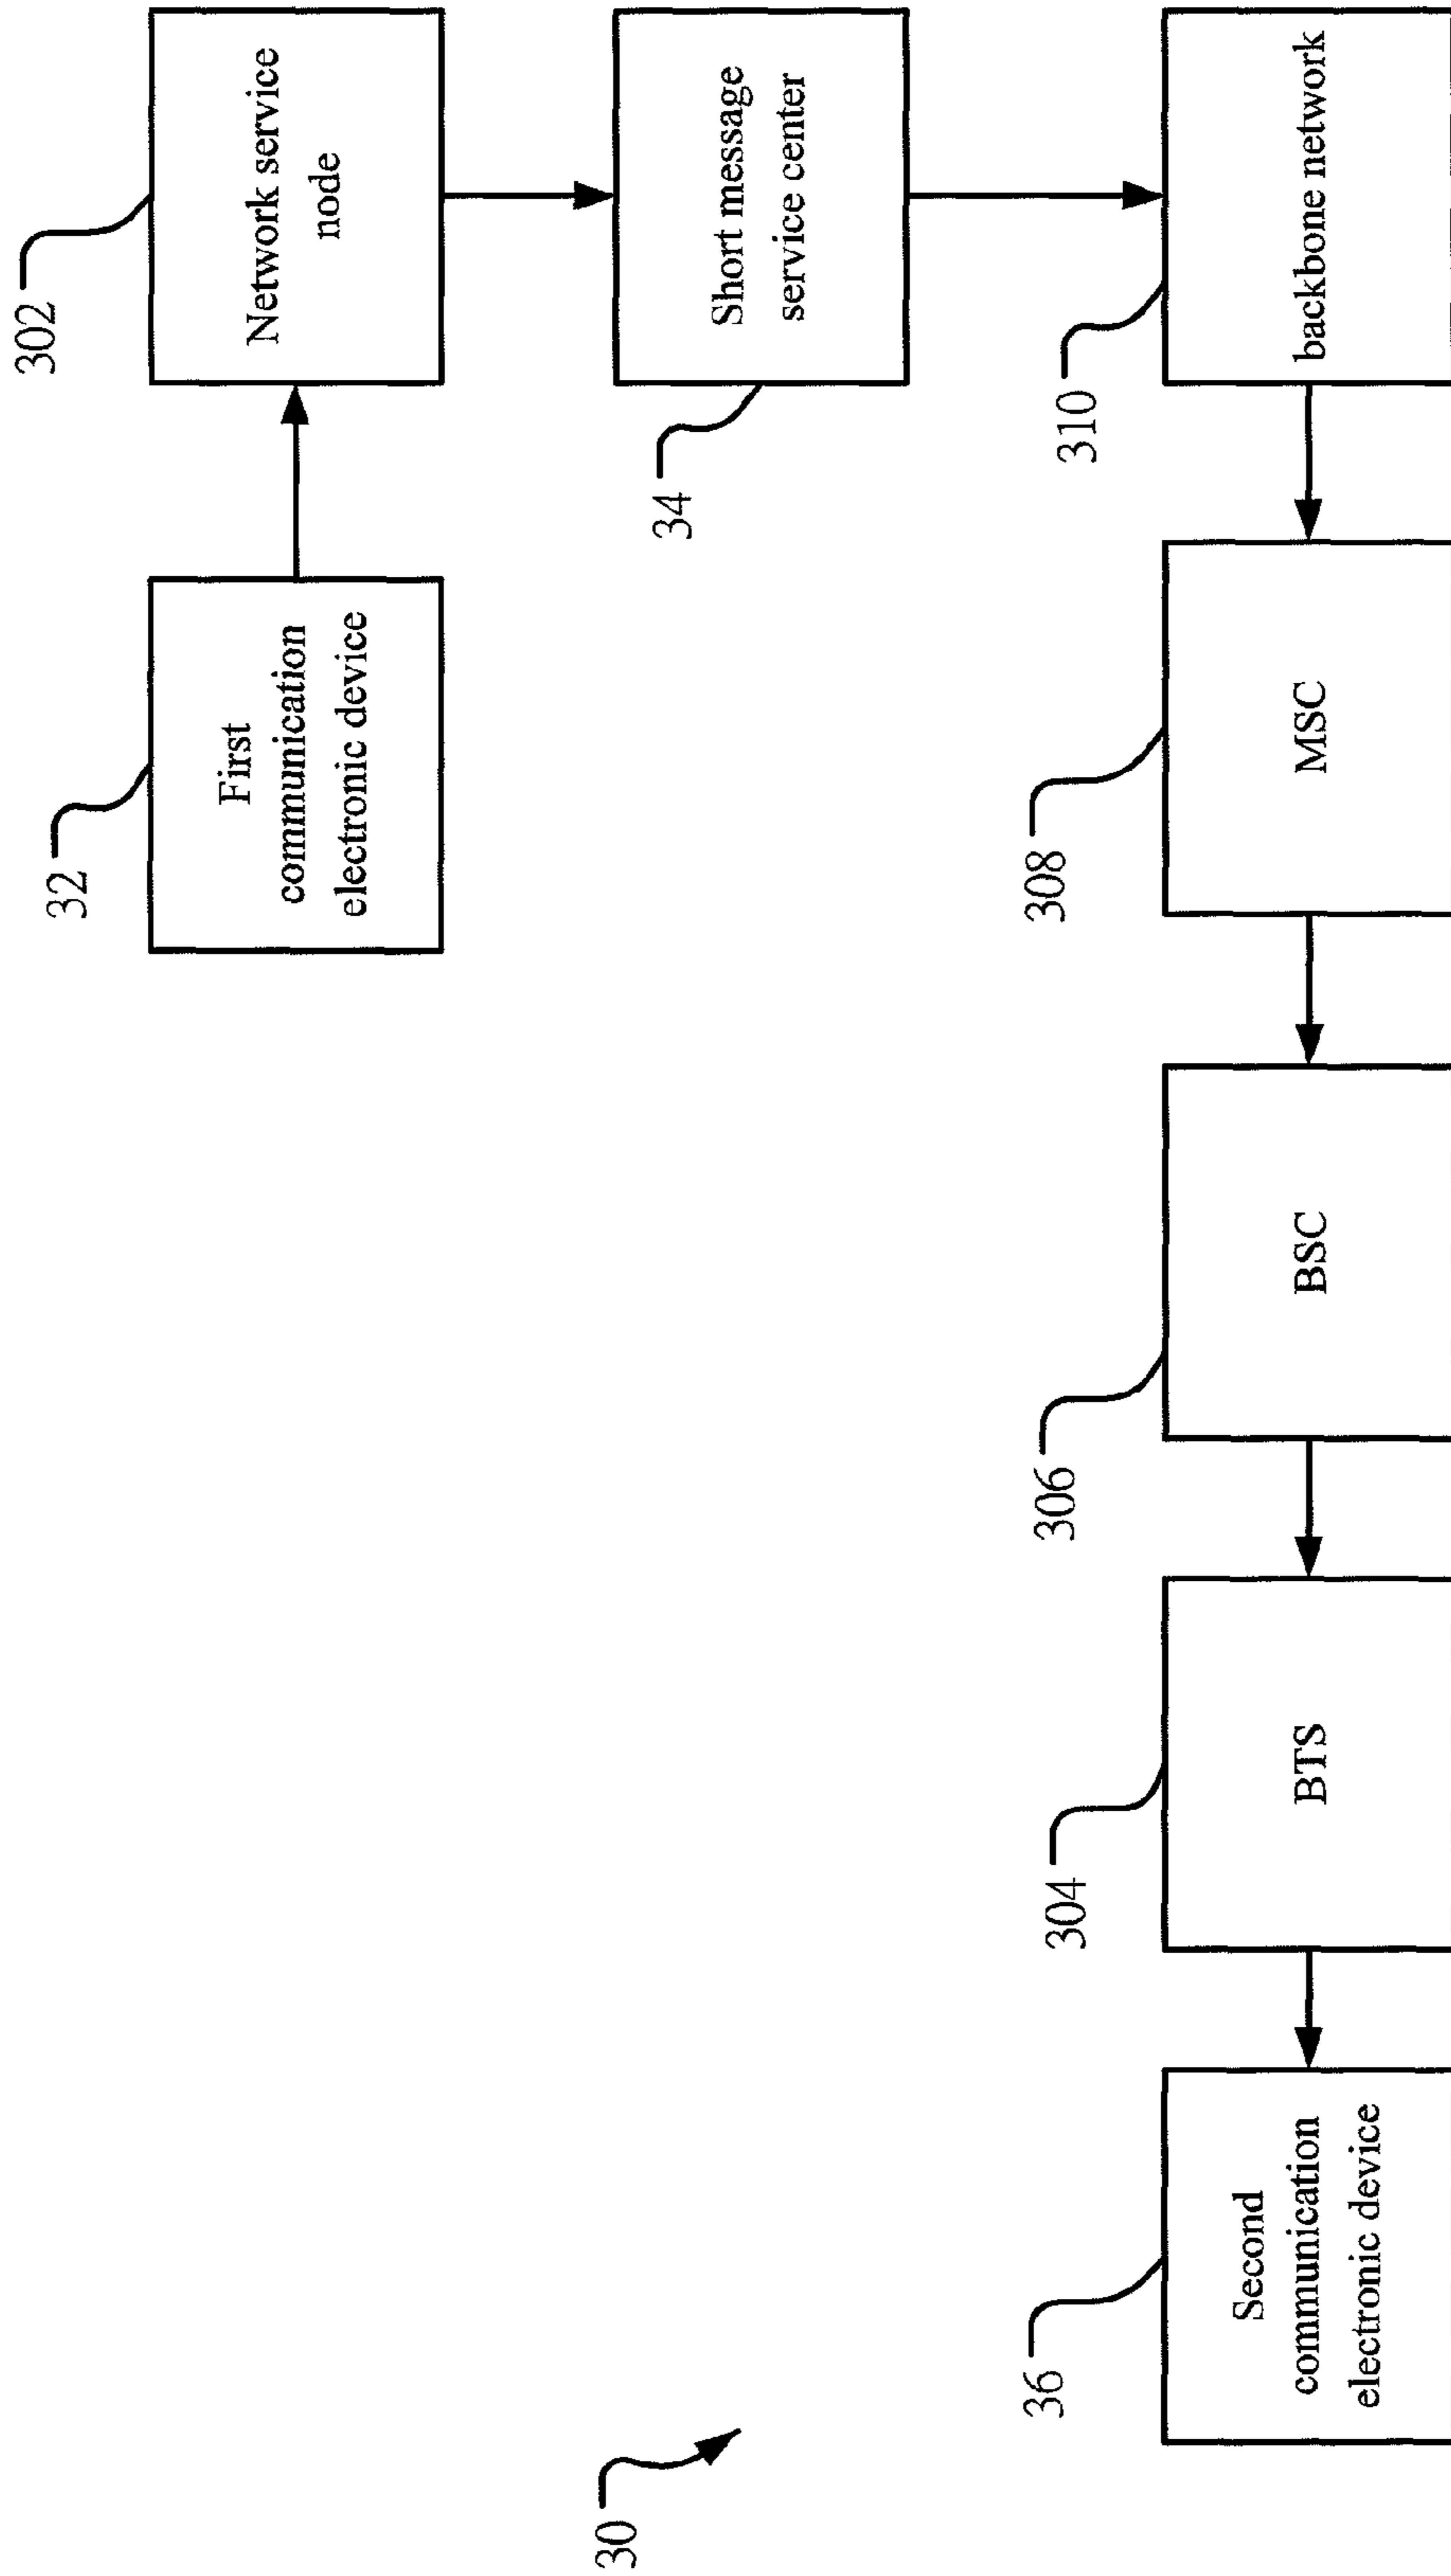 32
First
communication
electronic device
302
Network service
node
30
34
Short message
service center
36
Second
communication
electronic device
304
BTS
306
BSC
308
MSC
310
backbone network